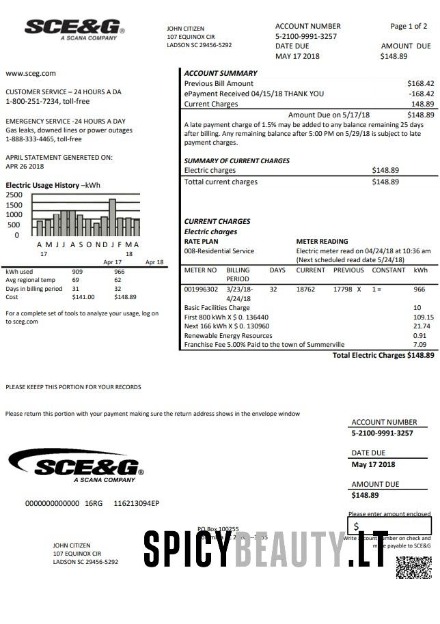 SCE&G®
A SCANA COMPANY
JOHN CITIZEN
107 EQUINOX CIR
LADSON SC 29456-5292
ACCOUNT NUMBER
5-2100-9991-3257
DATE DUE
MAY 17 2018
Page 1 of 2
AMOUNT DUE
$148.89
www.sceg.com
CUSTOMER SERVICE – 24 HOURS A DA
1-800-251-7234, toll-free
EMERGENCY SERVICE -24 HOURS A DAY
Gas leaks, downed lines or power outages
1-888-333-4465, toll-free
APRIL STATEMENT GENERETED ON:
APR 26 2018
Electric Usage History –kWh
2500
1500
1000
500
0
A M J J A S O N D J F M A
17 18
Apr 17 Apr 18
kWh used 909 966
Avg regional temp 69 62
Days in billing period 31 32
Cost $141.00 $148.89
For a complete set of tools to analyze your usage, log on
to sceg.com
ACCOUNT SUMMARY
Previous Bill Amount $168.42
ePayment Received 04/15/18 THANK YOU -168.42
Current Charges 148.89
Amount Due on 5/17/18 $148.89
A late payment charge of 1.5% may be added to any balance remaining 25 days
after billing. Any remaining balance after 5:00 PM on 5/29/18 is subject to late
payment charges.
SUMMARY OF CURRENT CHARGES
Electric charges $148.89
Tottal current charges $148.89
CURRENT CHARGES
Electric charges
RATE PLAN METER READING
008-Residential Service Electric meter read on 04/24/18 at 10:36 am
(Next scheduled read date 5/24/18)
METER NO BILLING PERIOD DAYS CURRENT PREVIOUS CONSTANT kWh
001996302 3/23/18-4/24/18 32 18762 17798 X 1 = 966
Basic Facilities Charge 10
First 800 kWh X $ 0. 136440 109.15
Next 166 kWh X $ 0. 130960 21.74
Renewable Energy Resources 0.91
Franchise Fee 5.00% Paid to the town of Summerville 7.09
Total Electric Charges $148.89
PLEASE KEEEP THIS PORTION FOR YOUR RECORDS
Please return this portion with your payment making sure the return address shows in the envelope window
ACCOUNT NUMBER
5-2100-9991-3257
DATE DUE
May 17 2018
AMOUNT DUE
$148.89
Please enter amount enclosed
$
SCE&G®
A SCANA COMPANY
0000000000000 16RG 116213094EP
PO Box 100255
JOHN CITIZEN
107 EQUINOX CIR
LADSON SC 29456-5292
SPICYBEAUTY.LT